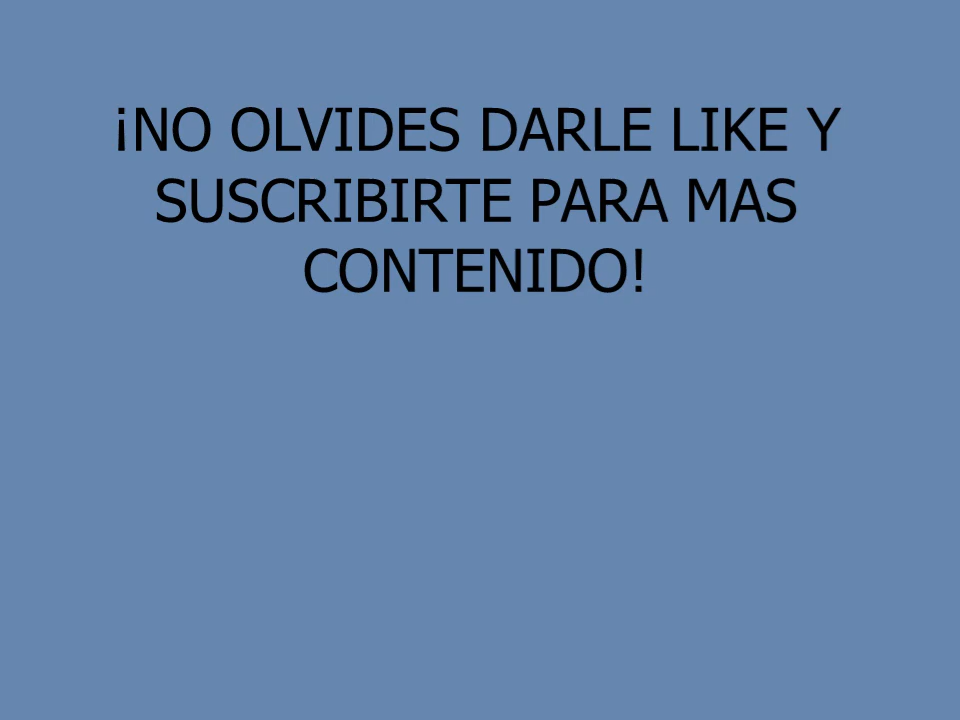 ¡NO OLVIDES DARLE LIKE Y
SUSCRIBIRTE PARA MAS
CONTENIDO!